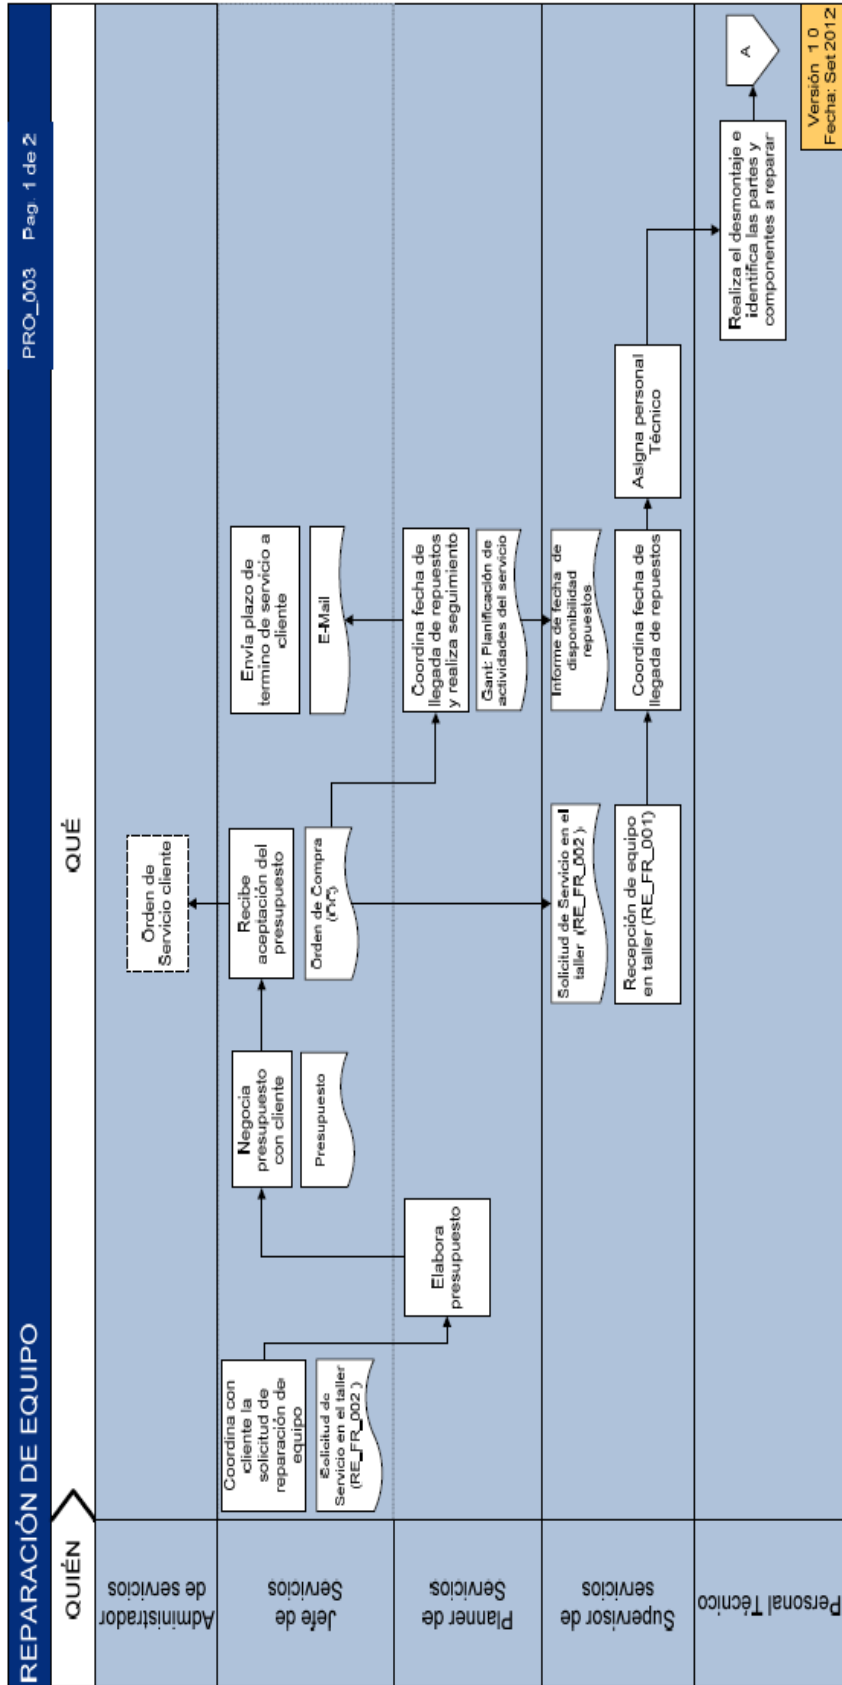 REPARACIÓN DE EQUIPO
PRO_003 Pag. 1 de 2
QUIÉN
QUÉ
Administrador
de servicios
Orden de
Servicio cliente
Jefe de
Servicios
Coordina con
cliente la
solicitud de
reparación de
equipo
Solicitud de
Servicio en el taller
(RE_FR_002 )
Negocia
presupuesto
con cliente
Presupuesto
Recibe
aceptación del
presupuesto
Orden de Compra
(OC)
Envía plazo de
termino de servicio a
cliente
E-Mail
Planner de
Servicios
Elabora
presupuesto
Coordina fecha de
llegada de repuestos
y realiza seguimiento
Gant: Planificación de
actividades del servicio
Supervisor de
servicios
Solicitud de Servicio en el
taller (RE_FR_002 )
Recepción de equipo
en taller (RE_FR_001)
Informe de fecha de
disponibilidad
repuestos
Coordina fecha de
llegada de repuestos
Asigna personal
Técnico
Personal Técnico
Realiza el desmontaje e
identifica las partes y
componentes a reparar
A
Versión 1.0
Fecha: Set 2012